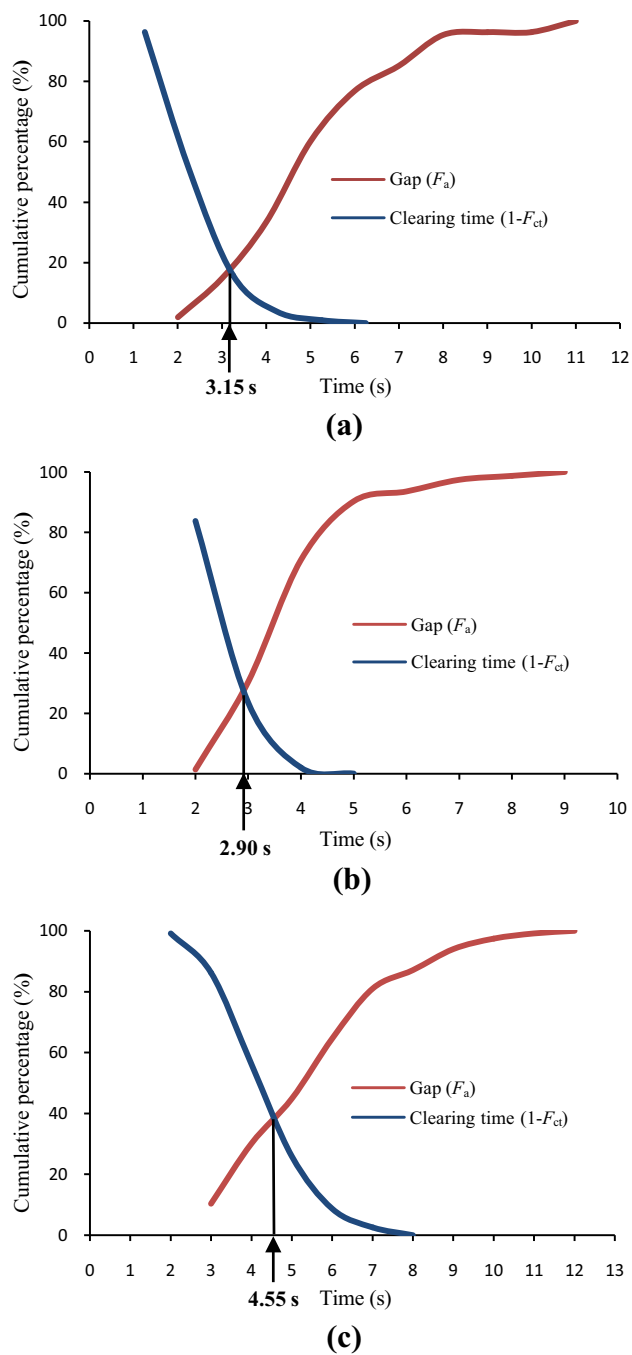 Cumulative percentage (%)
100
80
60
40
20
0
Gap (Fa)
Clearing time (1-Fct)
0 1 2 3 4 5 6 7 8 9 10 11 12
3.15 s
Time (s)
(a)
Cumulative percentage (%)
100
80
60
40
20
0
Gap (Fa)
Clearing time (1-Fct)
0 1 2 3 4 5 6 7 8 9 10
2.90 s
Time (s)
(b)
Cumulative percentage (%)
100
80
60
40
20
0
Gap (Fa)
Clearing time (1-Fct)
0 1 2 3 4 5 6 7 8 9 10 11 12 13
4.55 s
Time (s)
(c)